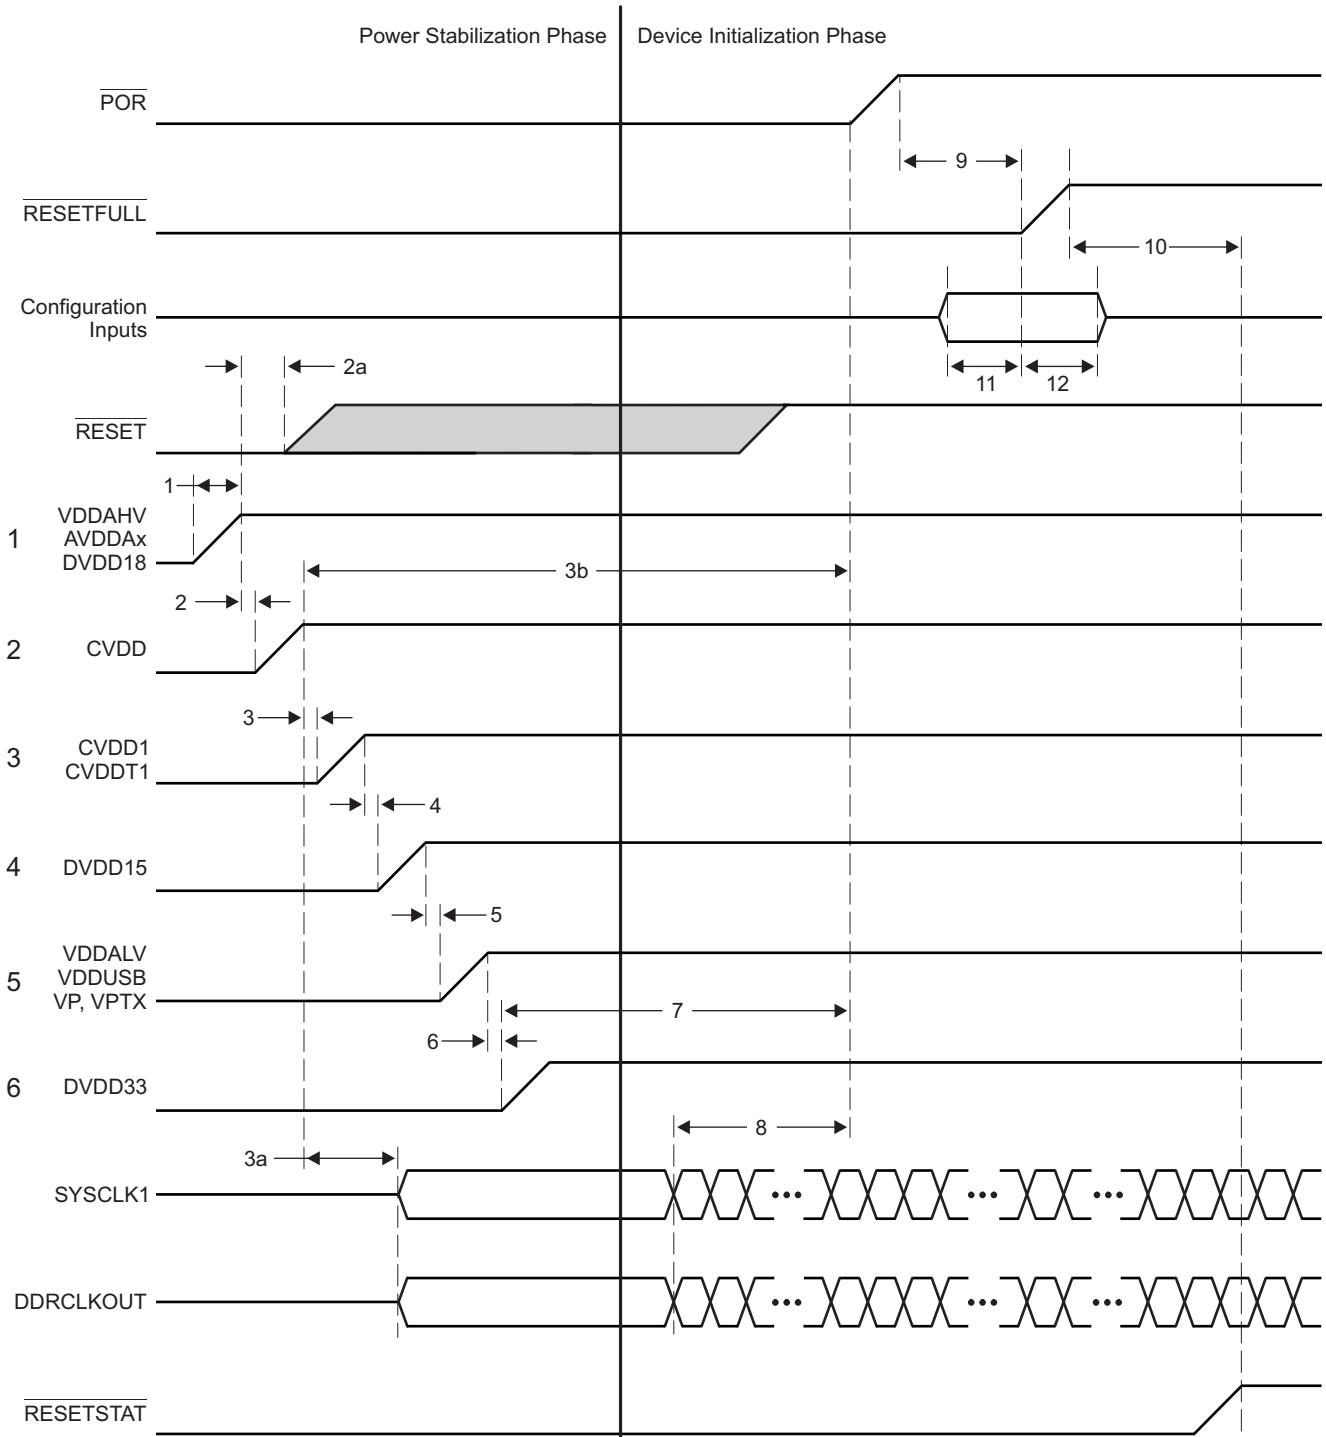 Power Stabilization Phase
Device Initialization Phase
POR
9
RESETFULL
10
Configuration
Inputs
11
12
2a
RESET
1
1
VDDAHV
AVDDAx
DVDD18
3b
2
2
CVDD
3
3
CVDD1
CVDDT1
4
4
DVDD15
5
5
VDDALV
VDDUSB
VP, VPTX
7
6
6
DVDD33
8
3a
SYSCLK1
DDRCLKOUT
RESETSTAT